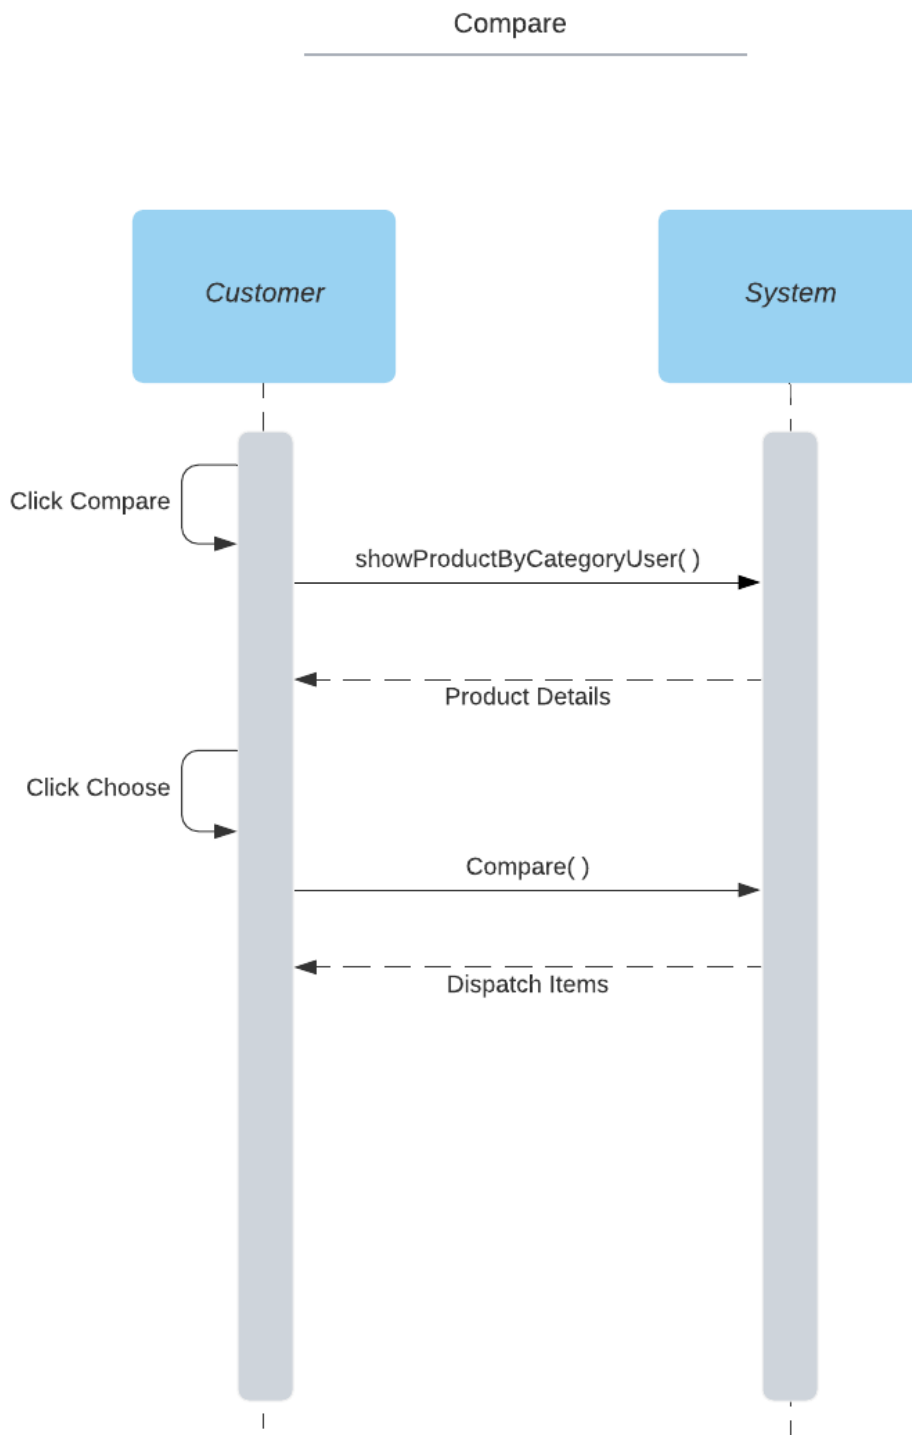 Compare
Customer
System
Click Compare
showProductByCategoryUser( )
Product Details
Click Choose
Compare( )
Dispatch Items